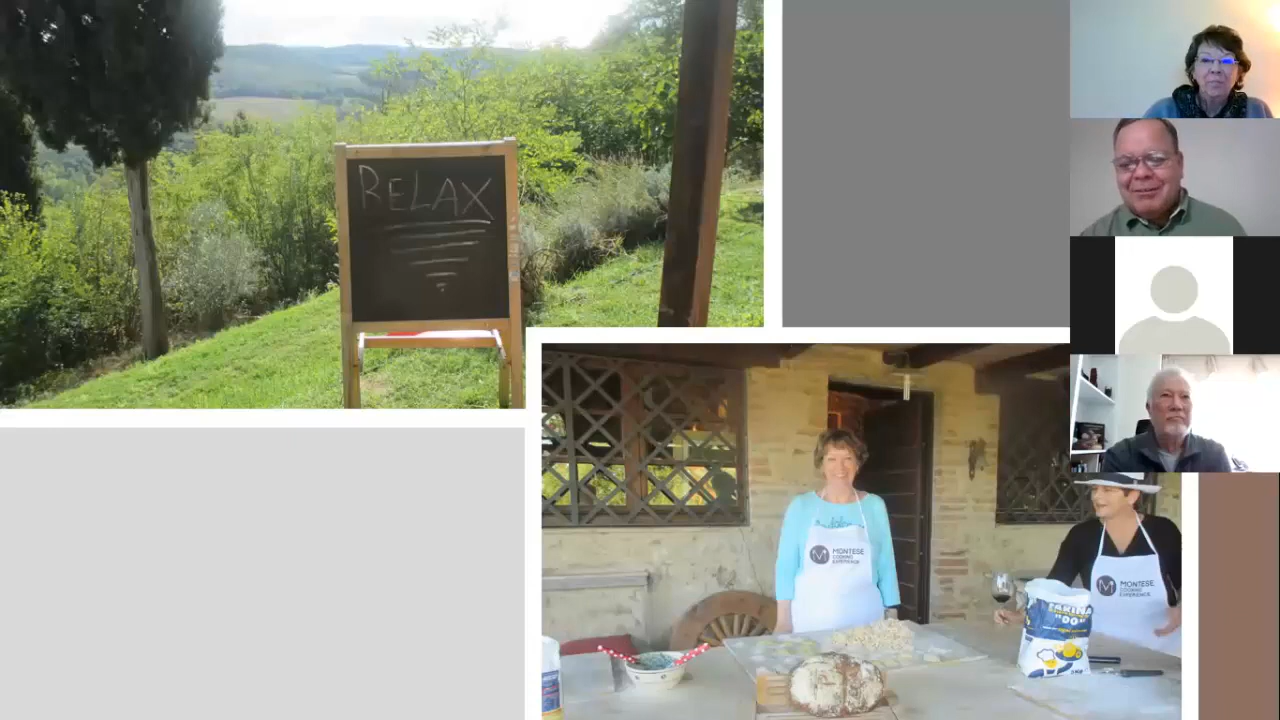 RELAX
MONTESE
COOKING
EXPERIENCE
MONTESE
COOKING
EXPERIENCE
FARINA
"00"